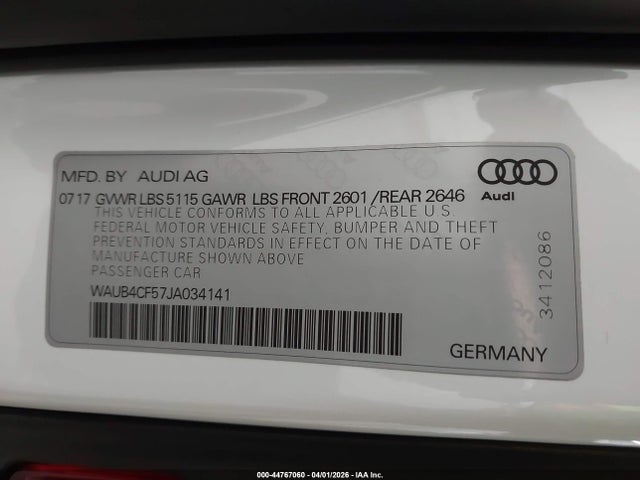 MFD. BY AUDI AG
Audi
07 17 GVWR LBS 5115 GAWR LBS FRONT 2601 / REAR 2646
THIS VEHICLE CONFORMS TO ALL APPLICABLE U.S.
FEDERAL MOTOR VEHICLE SAFETY, BUMPER AND THEFT
PREVENTION STANDARDS IN EFFECT ON THE DATE OF
MANUFACTURE SHOWN ABOVE
PASSENGER CAR
WAUB4CF57JA034141
3412086
GERMANY
000-44767060 - 04/01/2026 - IAA Inc.